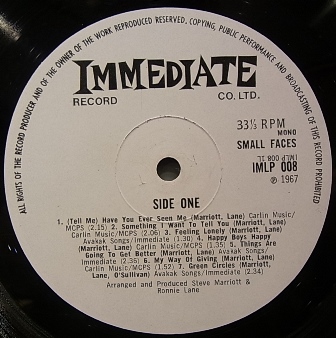 ALL RIGHTS OF THE RECORD PRODUCER AND OF THE OWNER OF THE WORK REPRODUCED RESERVED. COPYING, PUBLIC PERFORMANCE AND BROADCASTING OF THIS RECORD PROHIBITED
IMMEDIATE
RECORD CO. LTD.
33⅓ RPM
MONO
SMALL FACES
IMLP 008 11
IMLP 008
℗ 1967
SIDE ONE
1. (Tell Me) Have You Ever Seen Me (Marriott, Lane) Carlin Music/
MCPS (2.15) 2. Something I Want To Tell You (Marriott, Lane)
Carlin Music/MCPS (2.06) 3. Feeling Lonely (Marriott, Lane)
Avakak Songs/Immediate (1.30) 4. Happy Boys Happy
(Marriott, Lane) Carlin Music/MCPS (1.35) 5. Things Are
Going To Get Better (Marriott, Lane) Avakak Songs/
Immediate (2.36) 6. My Way Of Giving (Marriott, Lane)
Carlin Music/MCPS (1.52) 7. Green Circles (Marriott,
Lane, O'Sullivan) Avakak Songs/Immediate (2.34)
Arranged and Produced Steve Marriott &
Ronnie Lane